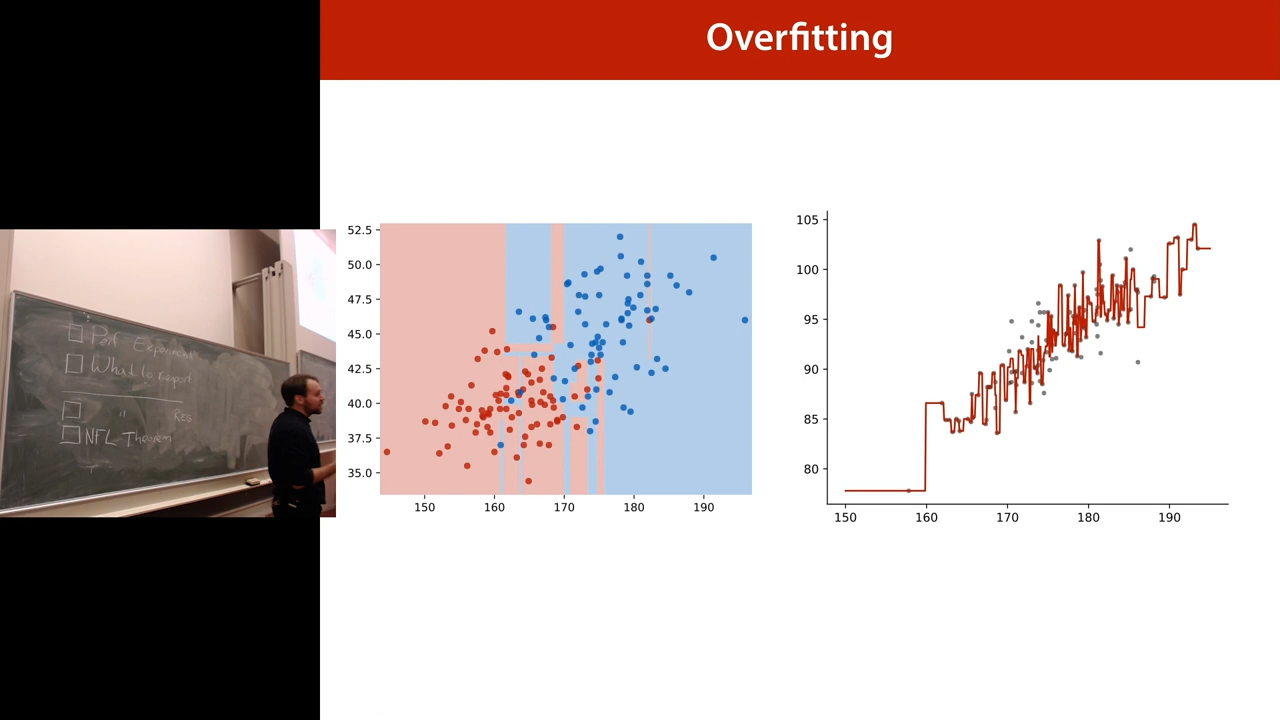 Overfitting
Perf Experiment
What to Report
" Res
NFL Theorem
52.5
50.0
47.5
45.0
42.5
40.0
37.5
35.0
150 160 170 180 190
105
100
95
90
85
80
150 160 170 180 190